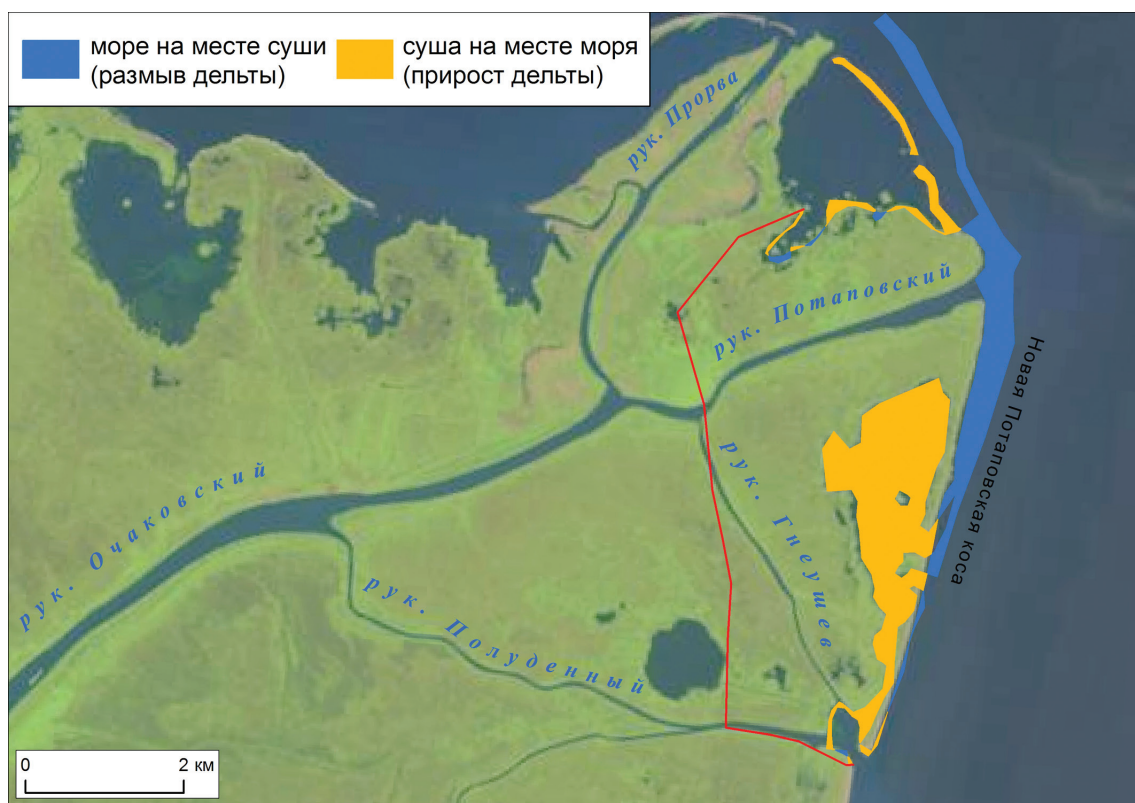 море на месте суши
(размыв дельты)
суша на месте моря
(прирост дельты)
рук. Прорва
рук. Потаповский
Новая Потаповская коса
рук. Гнеушев
рук. Очаковский
рук. Полуденный
0 2 км